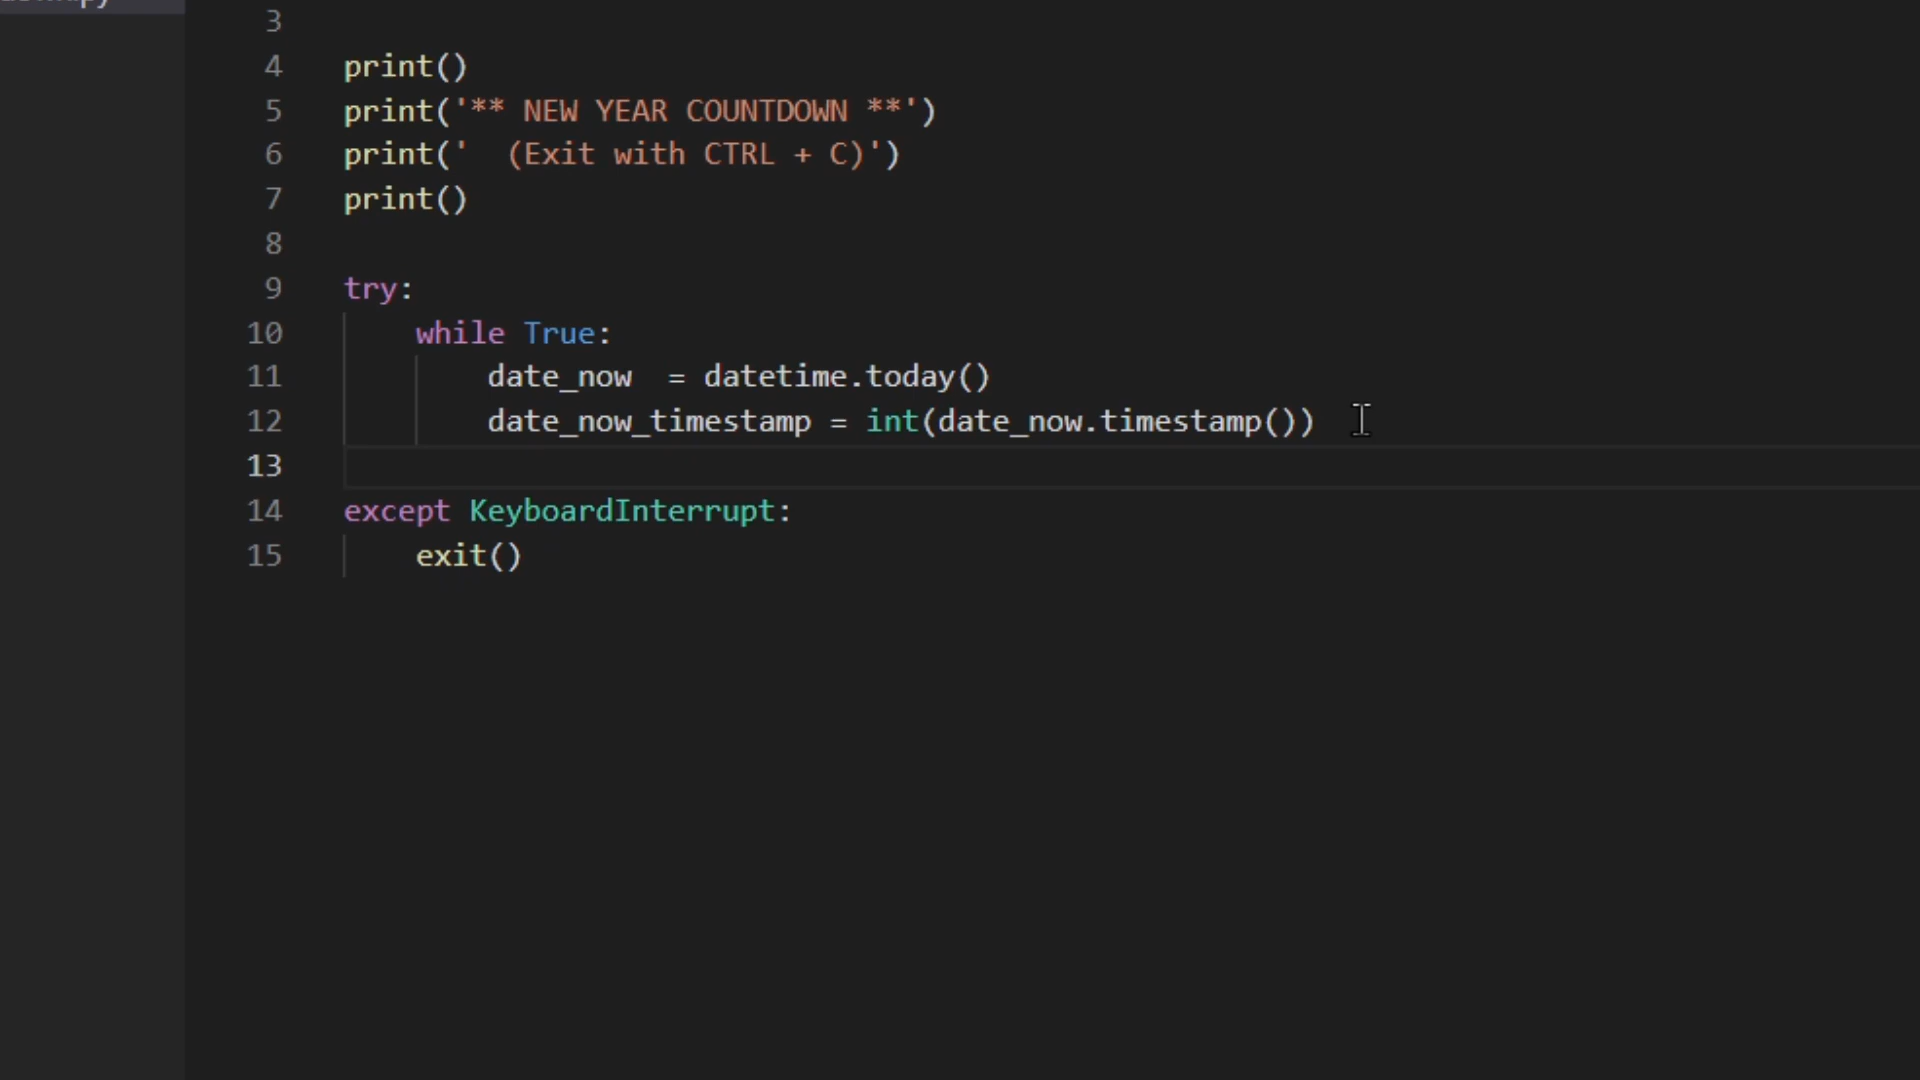 3
4 print()
5 print('** NEW YEAR COUNTDOWN **')
6 print('  (Exit with CTRL + C)')
7 print()
8
9 try:
10     while True:
11         date_now  = datetime.today()
12         date_now_timestamp = int(date_now.timestamp())
13
14 except KeyboardInterrupt:
15     exit()